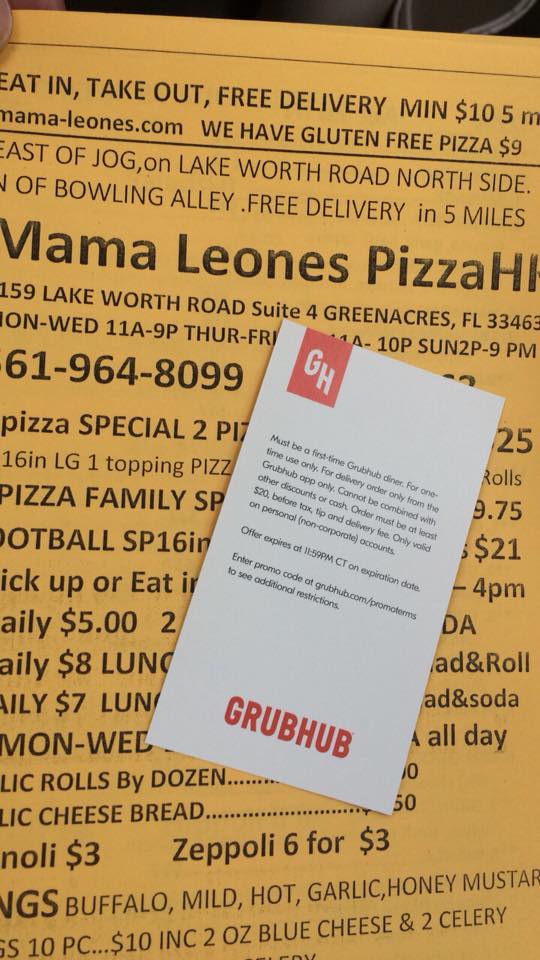 EAT IN, TAKE OUT, FREE DELIVERY MIN $10 5 m
mama-leones.com WE HAVE GLUTEN FREE PIZZA $9
EAST OF JOG,on LAKE WORTH ROAD NORTH SIDE.
N OF BOWLING ALLEY .FREE DELIVERY in 5 MILES
Mama Leones PizzaH
159 LAKE WORTH ROAD Suite 4 GREENACRES, FL 33463
MON-WED 11A-9P THUR-FRI 11A- 10P SUN2P-9 PM
561-964-8099
pizza SPECIAL 2 PIZ 25
16in LG 1 topping PIZZ Rolls
PIZZA FAMILY SP 9.75
OOTBALL SP16in $21
ick up or Eat in – 4pm
aily $5.00 2 DA
aily $8 LUNC ad&Roll
AILY $7 LUN ad&soda
MON-WED A all day
LIC ROLLS By DOZEN........ 00
LIC CHEESE BREAD..............................$ 50
noli $3 Zeppoli 6 for $3
NGS BUFFALO, MILD, HOT, GARLIC,HONEY MUSTAR
GS 10 PC...$10 INC 2 OZ BLUE CHEESE & 2 CELERY
CELERY
GH
Must be a first-time Grubhub diner. For one-
time use only. For delivery order only from the
Grubhub app only. Cannot be combined with
other discounts or cash. Order must be at least
$20, before tax, tip and delivery fee. Only valid
on personal (non-corporate) accounts.
Offer expires at 11:59PM CT on expiration date.
Enter promo code at grubhub.com/promoterms
to see additional restrictions.
GRUBHUB